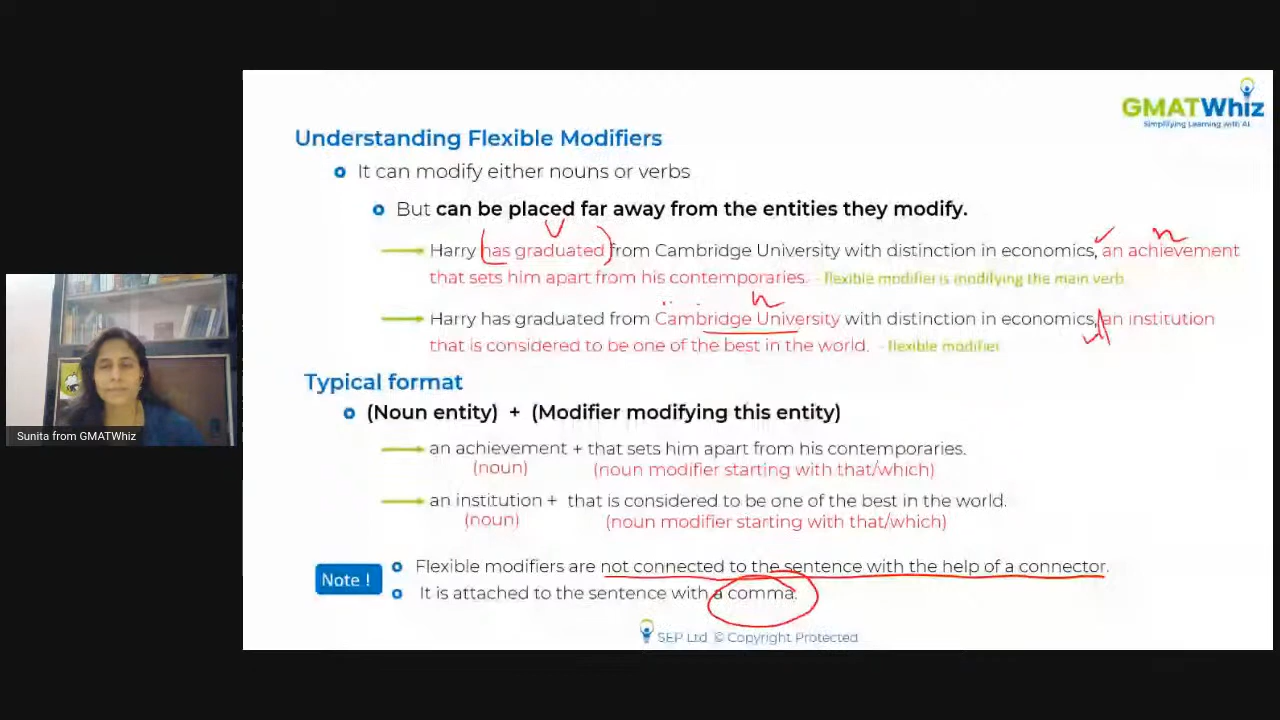 GMATWhiz
Simplifying Learning with AI
Understanding Flexible Modifiers
It can modify either nouns or verbs
But can be placed far away from the entities they modify.
V
n
Harry has graduated from Cambridge University with distinction in economics, an achievement
that sets him apart from his contemporaries. - flexible modifier is modifying the main verb
n
Harry has graduated from Cambridge University with distinction in economics, an institution
that is considered to be one of the best in the world. - flexible modifier
Typical format
(Noun entity) + (Modifier modifying this entity)
an achievement + that sets him apart from his contemporaries.
(noun) (noun modifier starting with that/which)
an institution + that is considered to be one of the best in the world.
(noun) (noun modifier starting with that/which)
Note !
Flexible modifiers are not connected to the sentence with the help of a connector.
It is attached to the sentence with a comma.
SEP Ltd © Copyright Protected
Sunita from GMATWhiz